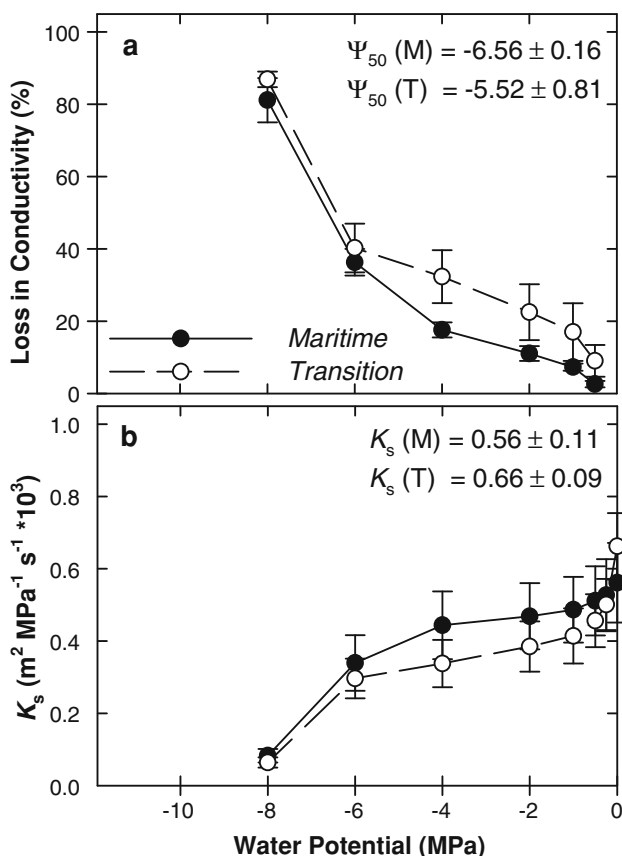 a
Ψ50 (M) = -6.56 ± 0.16
Ψ50 (T) = -5.52 ± 0.81
Loss in Conductivity (%)
100
80
60
40
20
0
Maritime
Transition
b
Ks (M) = 0.56 ± 0.11
Ks (T) = 0.66 ± 0.09
Ks (m² MPa⁻¹ s⁻¹ *10³)
1.0
0.8
0.6
0.4
0.2
0.0
-10 -8 -6 -4 -2 0
Water Potential (MPa)